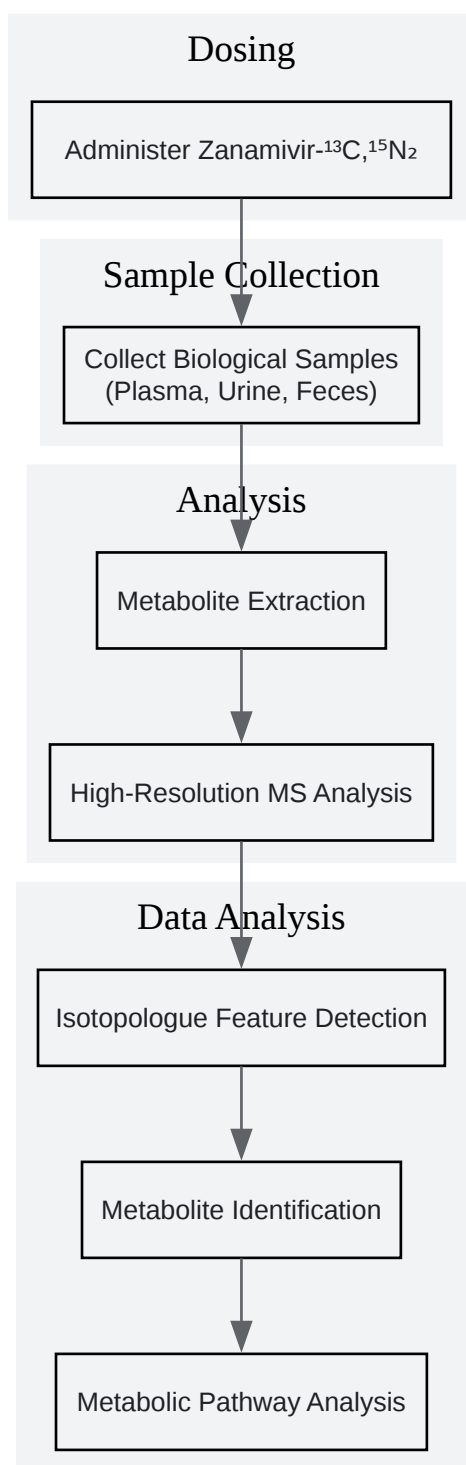 Dosing
Administer Zanamivir-¹³C,¹⁵N₂
Sample Collection
Collect Biological Samples
(Plasma, Urine, Feces)
Analysis
Metabolite Extraction
High-Resolution MS Analysis
Data Analysis
Isotopologue Feature Detection
Metabolite Identification
Metabolic Pathway Analysis